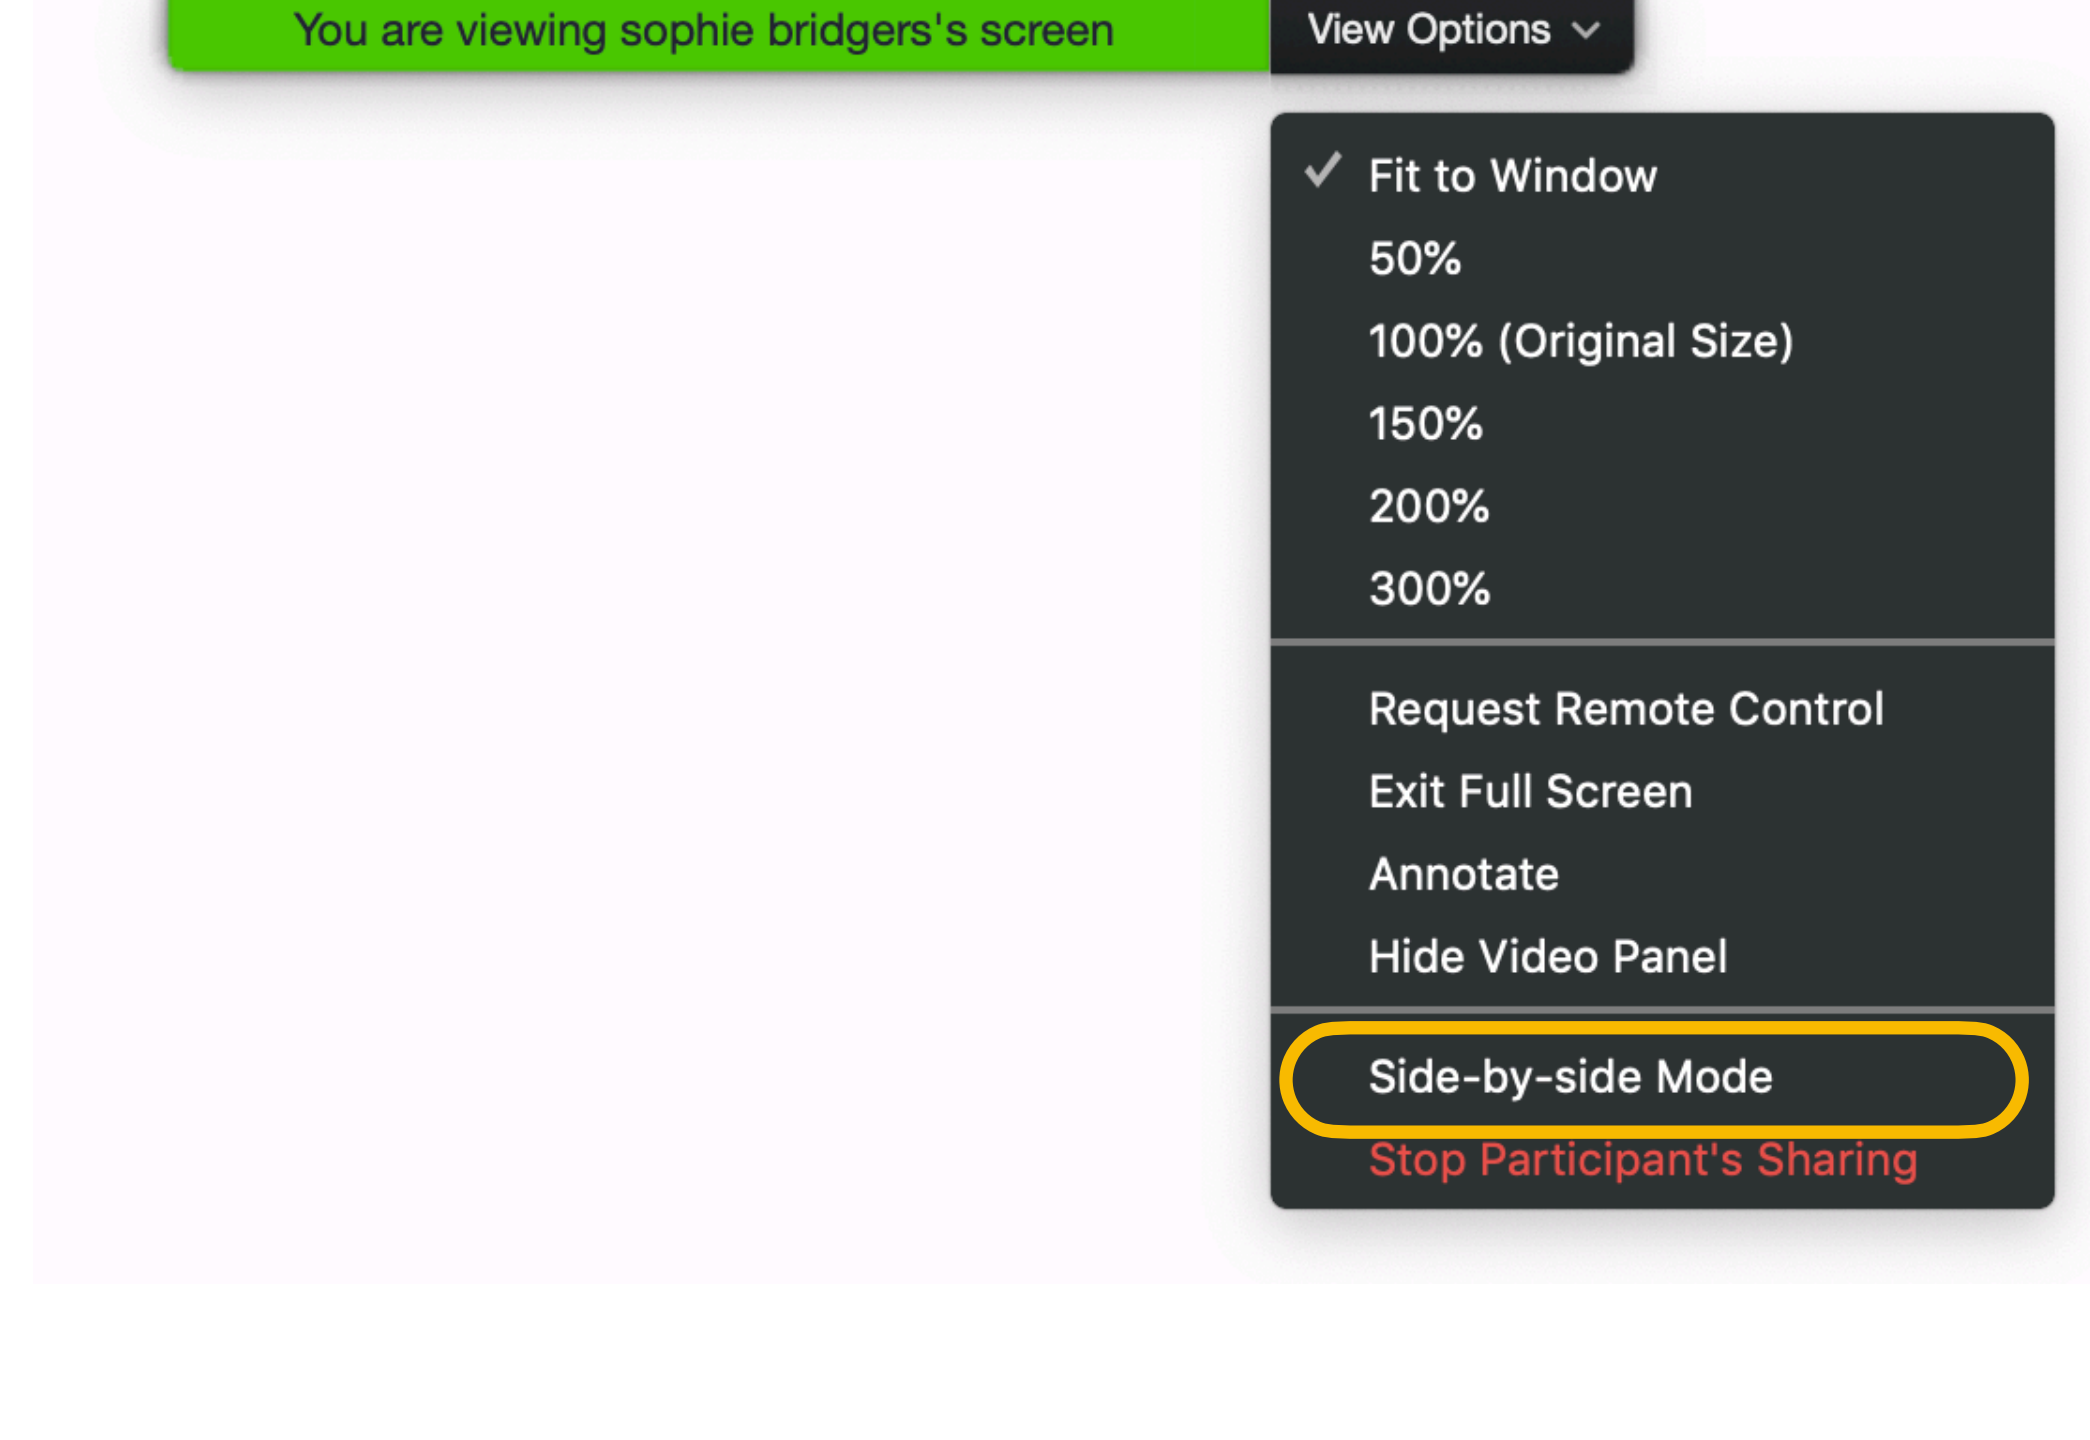 You are viewing sophie bridgers's screen
View Options
Fit to Window
50%
100% (Original Size)
150%
200%
300%
Request Remote Control
Exit Full Screen
Annotate
Hide Video Panel
Side-by-side Mode
Stop Participant's Sharing